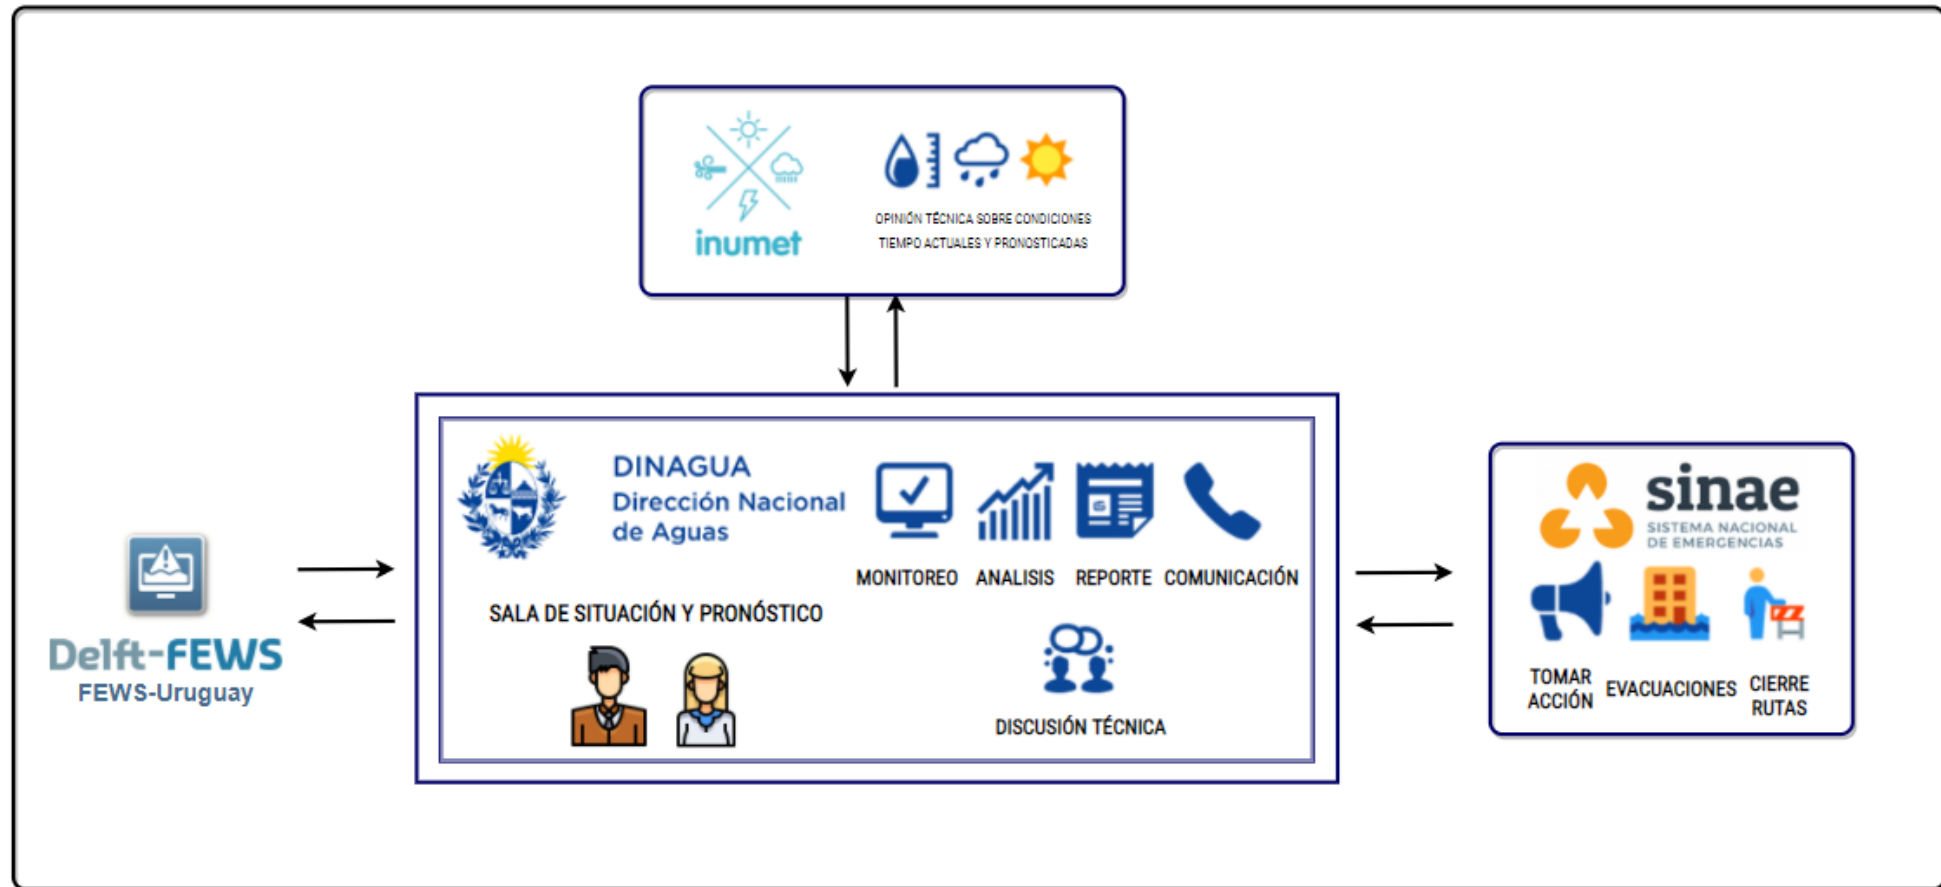 inumet
OPINIÓN TÉCNICA SOBRE CONDICIONES
TIEMPO ACTUALES Y PRONOSTICADAS
Delft-FEWS
FEWS-Uruguay
DINAGUA
Dirección Nacional
de Aguas
MONITOREO ANALISIS REPORTE COMUNICACIÓN
SALA DE SITUACIÓN Y PRONÓSTICO
DISCUSIÓN TÉCNICA
sinae
SISTEMA NACIONAL
DE EMERGENCIAS
TOMAR
ACCIÓN
EVACUACIONES
CIERRE
RUTAS